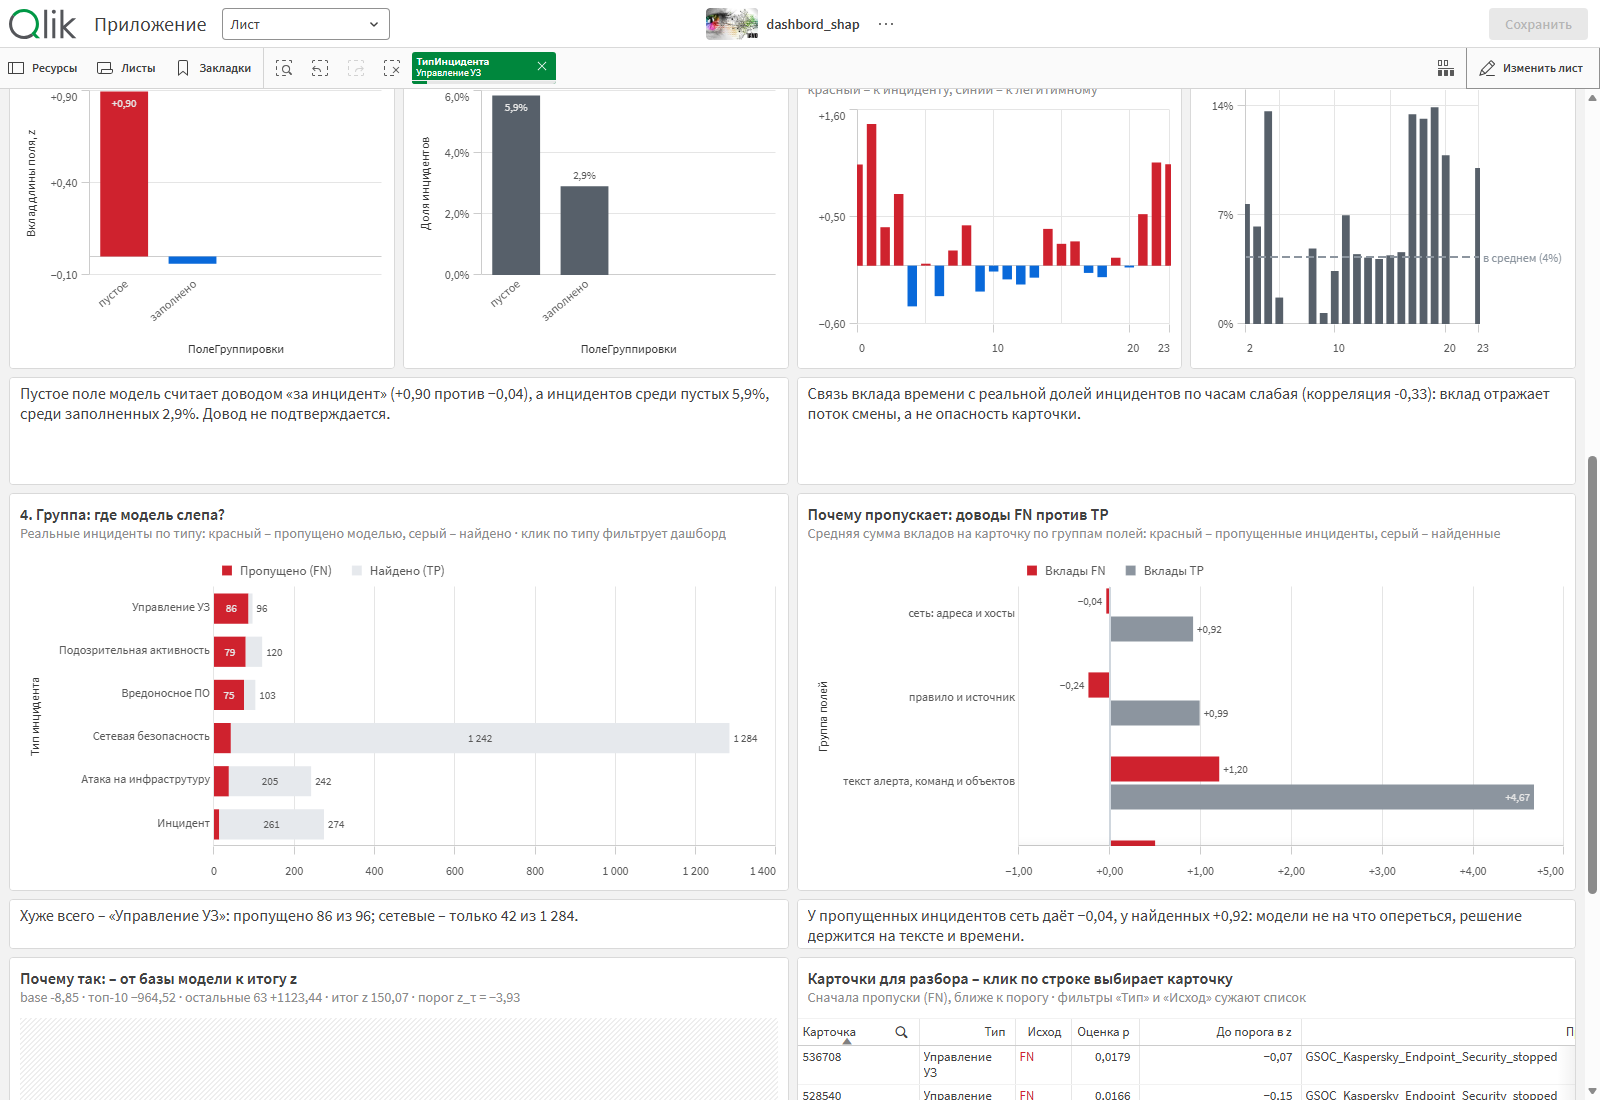 Qlik
Приложение
Лист
dashbord_shap
···
Сохранить
Ресурсы
Листы
Закладки
ТипИнцидента
Управление УЗ
Изменить лист
Вклад длины поля, z
+0,90
+0,40
−0,10
+0,90
пустое
заполнено
ПолеГруппировки
Доля инцидентов
6,0%
4,0%
2,0%
0,0%
5,9%
2,9%
пустое
заполнено
ПолеГруппировки
красный – к инциденту, синий – к легитимному
+1,60
+0,50
−0,60
0
10
20
23
14%
7%
0%
в среднем (4%)
2
10
20
23
Пустое поле модель считает доводом «за инцидент» (+0,90 против −0,04), а инцидентов среди пустых 5,9%,
среди заполненных 2,9%. Довод не подтверждается.
Связь вклада времени с реальной долей инцидентов по часам слабая (корреляция -0,33): вклад отражает
поток смены, а не опасность карточки.
4. Группа: где модель слепа?
Реальные инциденты по типу: красный – пропущено моделью, серый – найдено · клик по типу фильтрует дашборд
Пропущено (FN)
Найдено (TP)
Тип инцидента
Управление УЗ
86
96
Подозрительная активность
79
120
Вредоносное ПО
75
103
Сетевая безопасность
1 242
1 284
Атака на инфраструтуру
205
242
Инцидент
261
274
0
200
400
600
800
1 000
1 200
1 400
Почему пропускает: доводы FN против TP
Средняя сумма вкладов на карточку по группам полей: красный – пропущенные инциденты, серый – найденные
Вклады FN
Вклады TP
Группа полей
сеть: адреса и хосты
−0,04
+0,92
правило и источник
−0,24
+0,99
текст алерта, команд и объектов
+1,20
+4,67
−1,00
+0,00
+1,00
+2,00
+3,00
+4,00
+5,00
Хуже всего – «Управление УЗ»: пропущено 86 из 96; сетевые – только 42 из 1 284.
У пропущенных инцидентов сеть даёт −0,04, у найденных +0,92: модели не на что опереться, решение
держится на тексте и времени.
Почему так: – от базы модели к итогу z
base -8,85 · топ-10 −964,52 · остальные 63 +1123,44 · итог z 150,07 · порог z_τ = −3,93
Карточки для разбора – клик по строке выбирает карточку
Сначала пропуски (FN), ближе к порогу · фильтры «Тип» и «Исход» сужают список
Карточка
Тип
Исход
Оценка p
До порога в z
П
536708
Управление
УЗ
FN
0,0179
−0,07
GSOC_Kaspersky_Endpoint_Security_stopped
528540
Управление
FN
0,0166
−0,15
GSOC_Kaspersky_Endpoint_Security_stopped